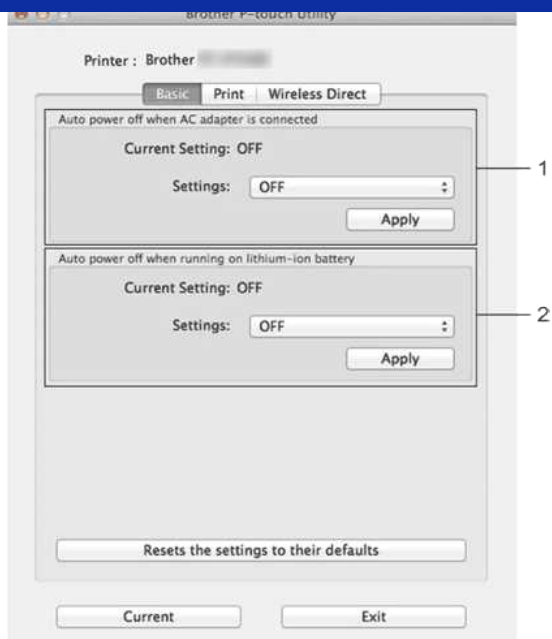 Brother P-touch Utility
Printer : Brother
Basic Print Wireless Direct
Auto power off when AC adapter is connected
Current Setting: OFF
Settings: OFF
Apply
1
Auto power off when running on lithium-ion battery
Current Setting: OFF
Settings: OFF
Apply
2
Resets the settings to their defaults
Current Exit